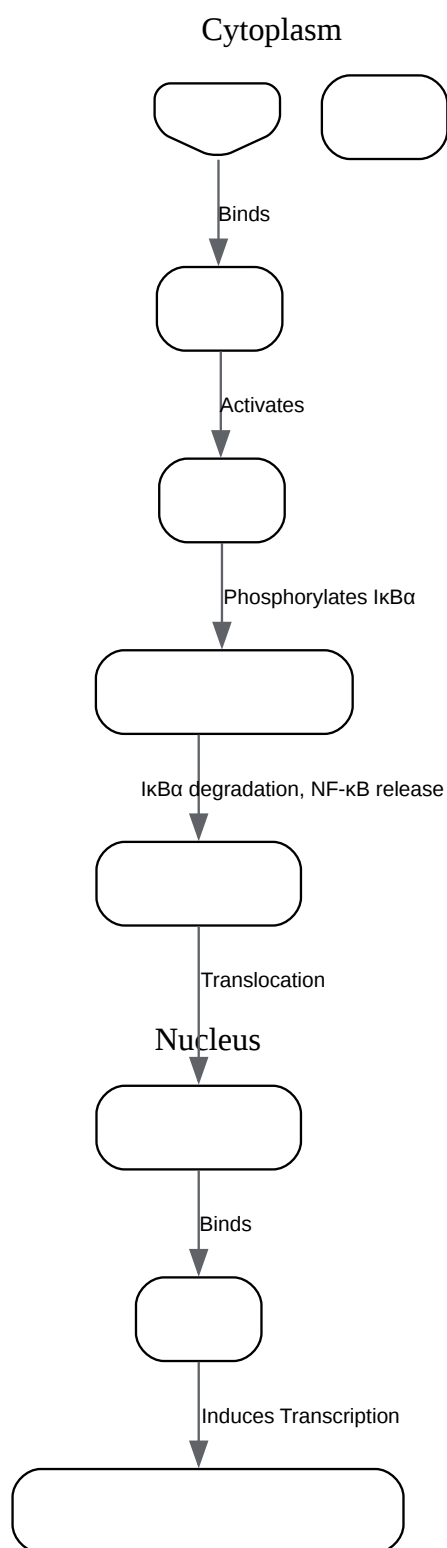 Cytoplasm
Binds
Activates
Phosphorylates IκBα
IκBα degradation, NF-κB release
Translocation
Nucleus
Binds
Induces Transcription